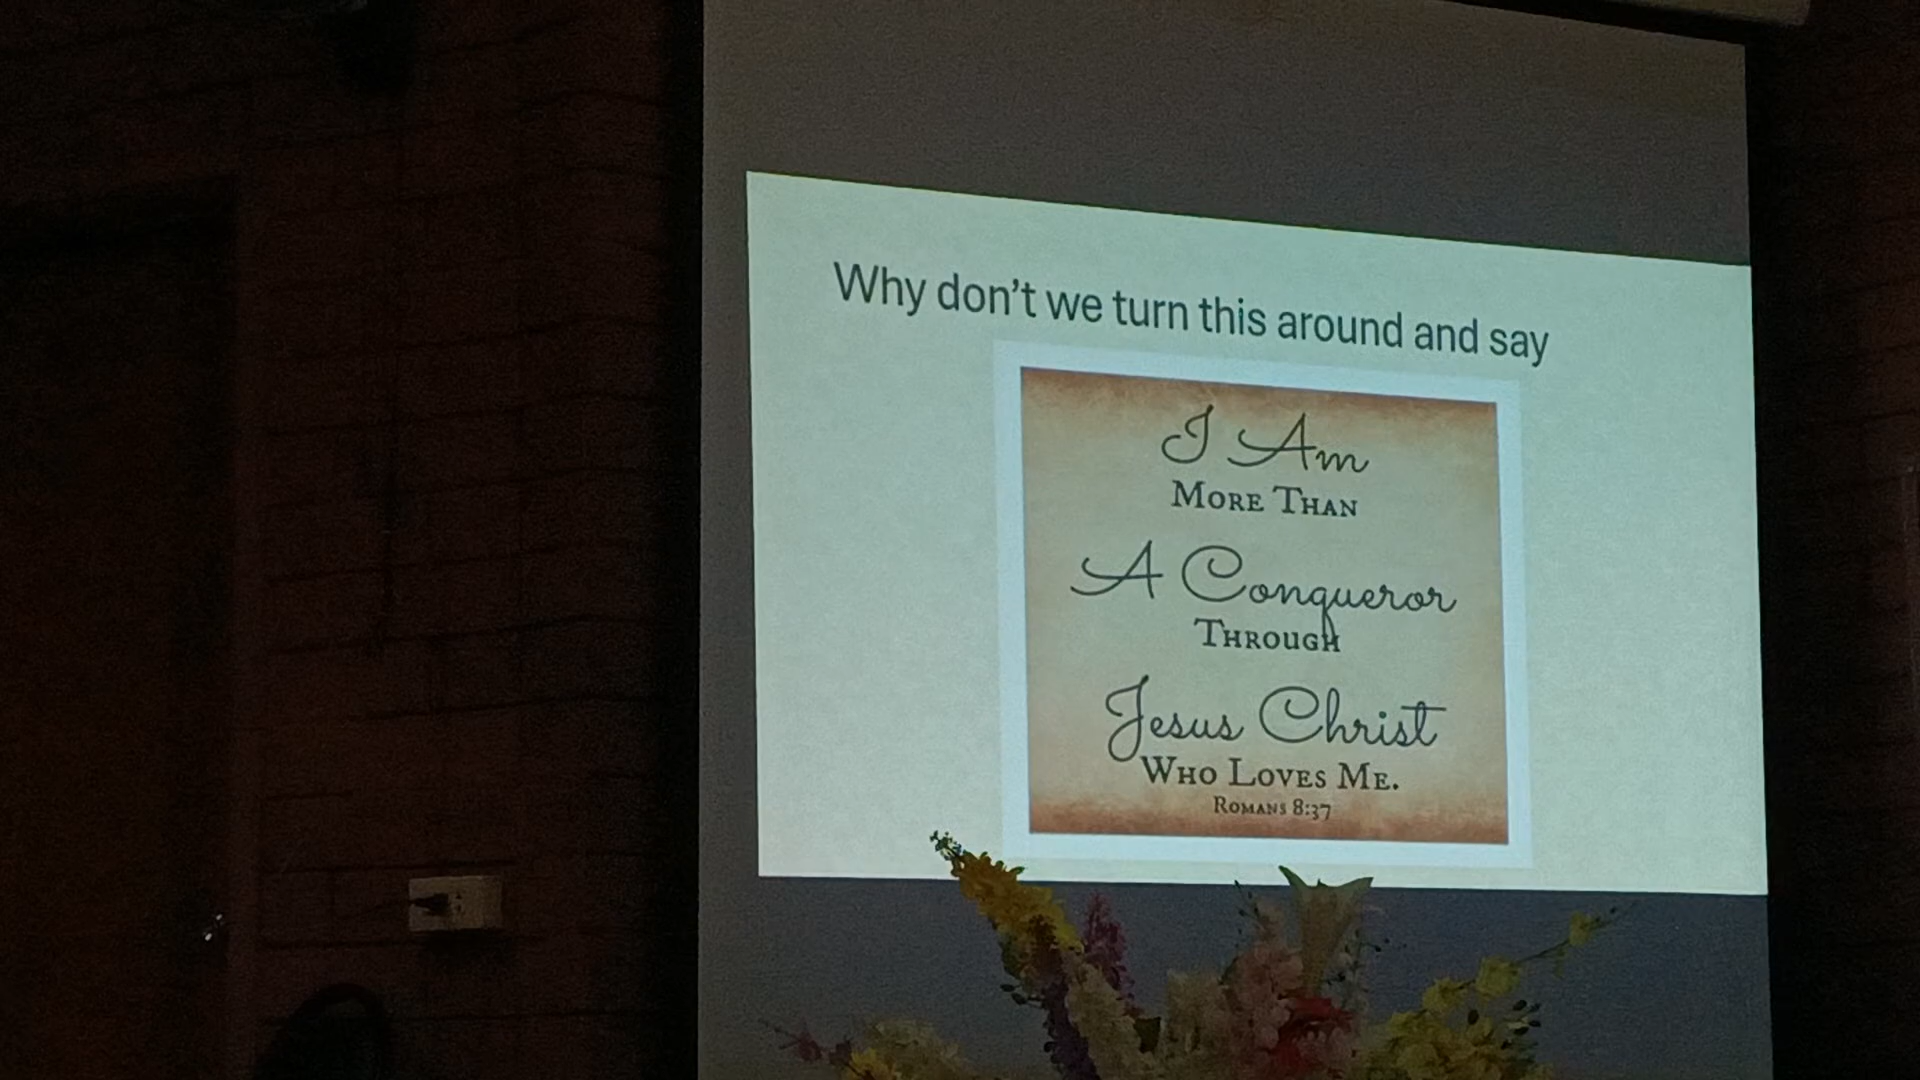 Why don't we turn this around and say
I Am
More Than
A Conqueror
Through
Jesus Christ
Who Loves Me.
Romans 8:37